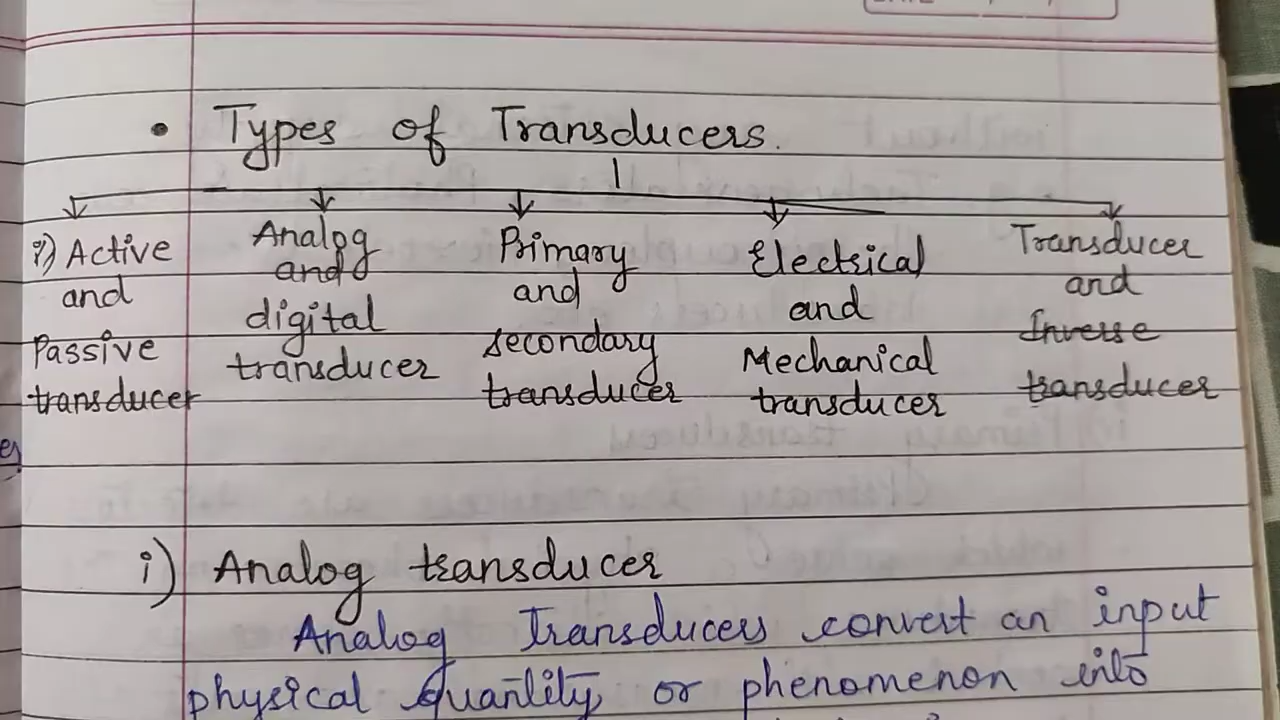 • Types of Transducers.
i) Active
and
Passive
transducer
Analog
and
digital
transducer
Primary
and
secondary
transducer
Electrical
and
Mechanical
transducer
Transducer
and
Inverse
transducer
i) Analog transducer
Analog Transducers convert an input
physical quantity or phenomenon into